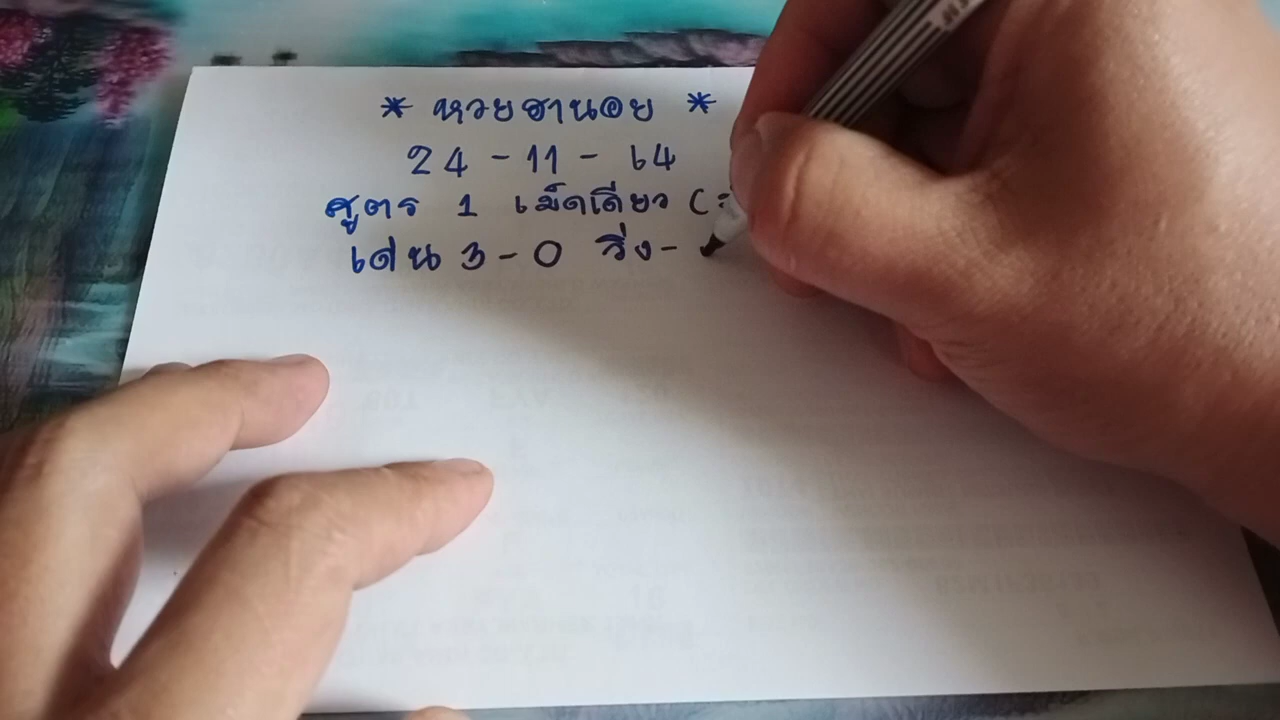 * หวยฮานอย *
24 - 11 - 64
สูตร 1 เม็ดเดียว (
เด่น 3 - 0 วิ่ง -